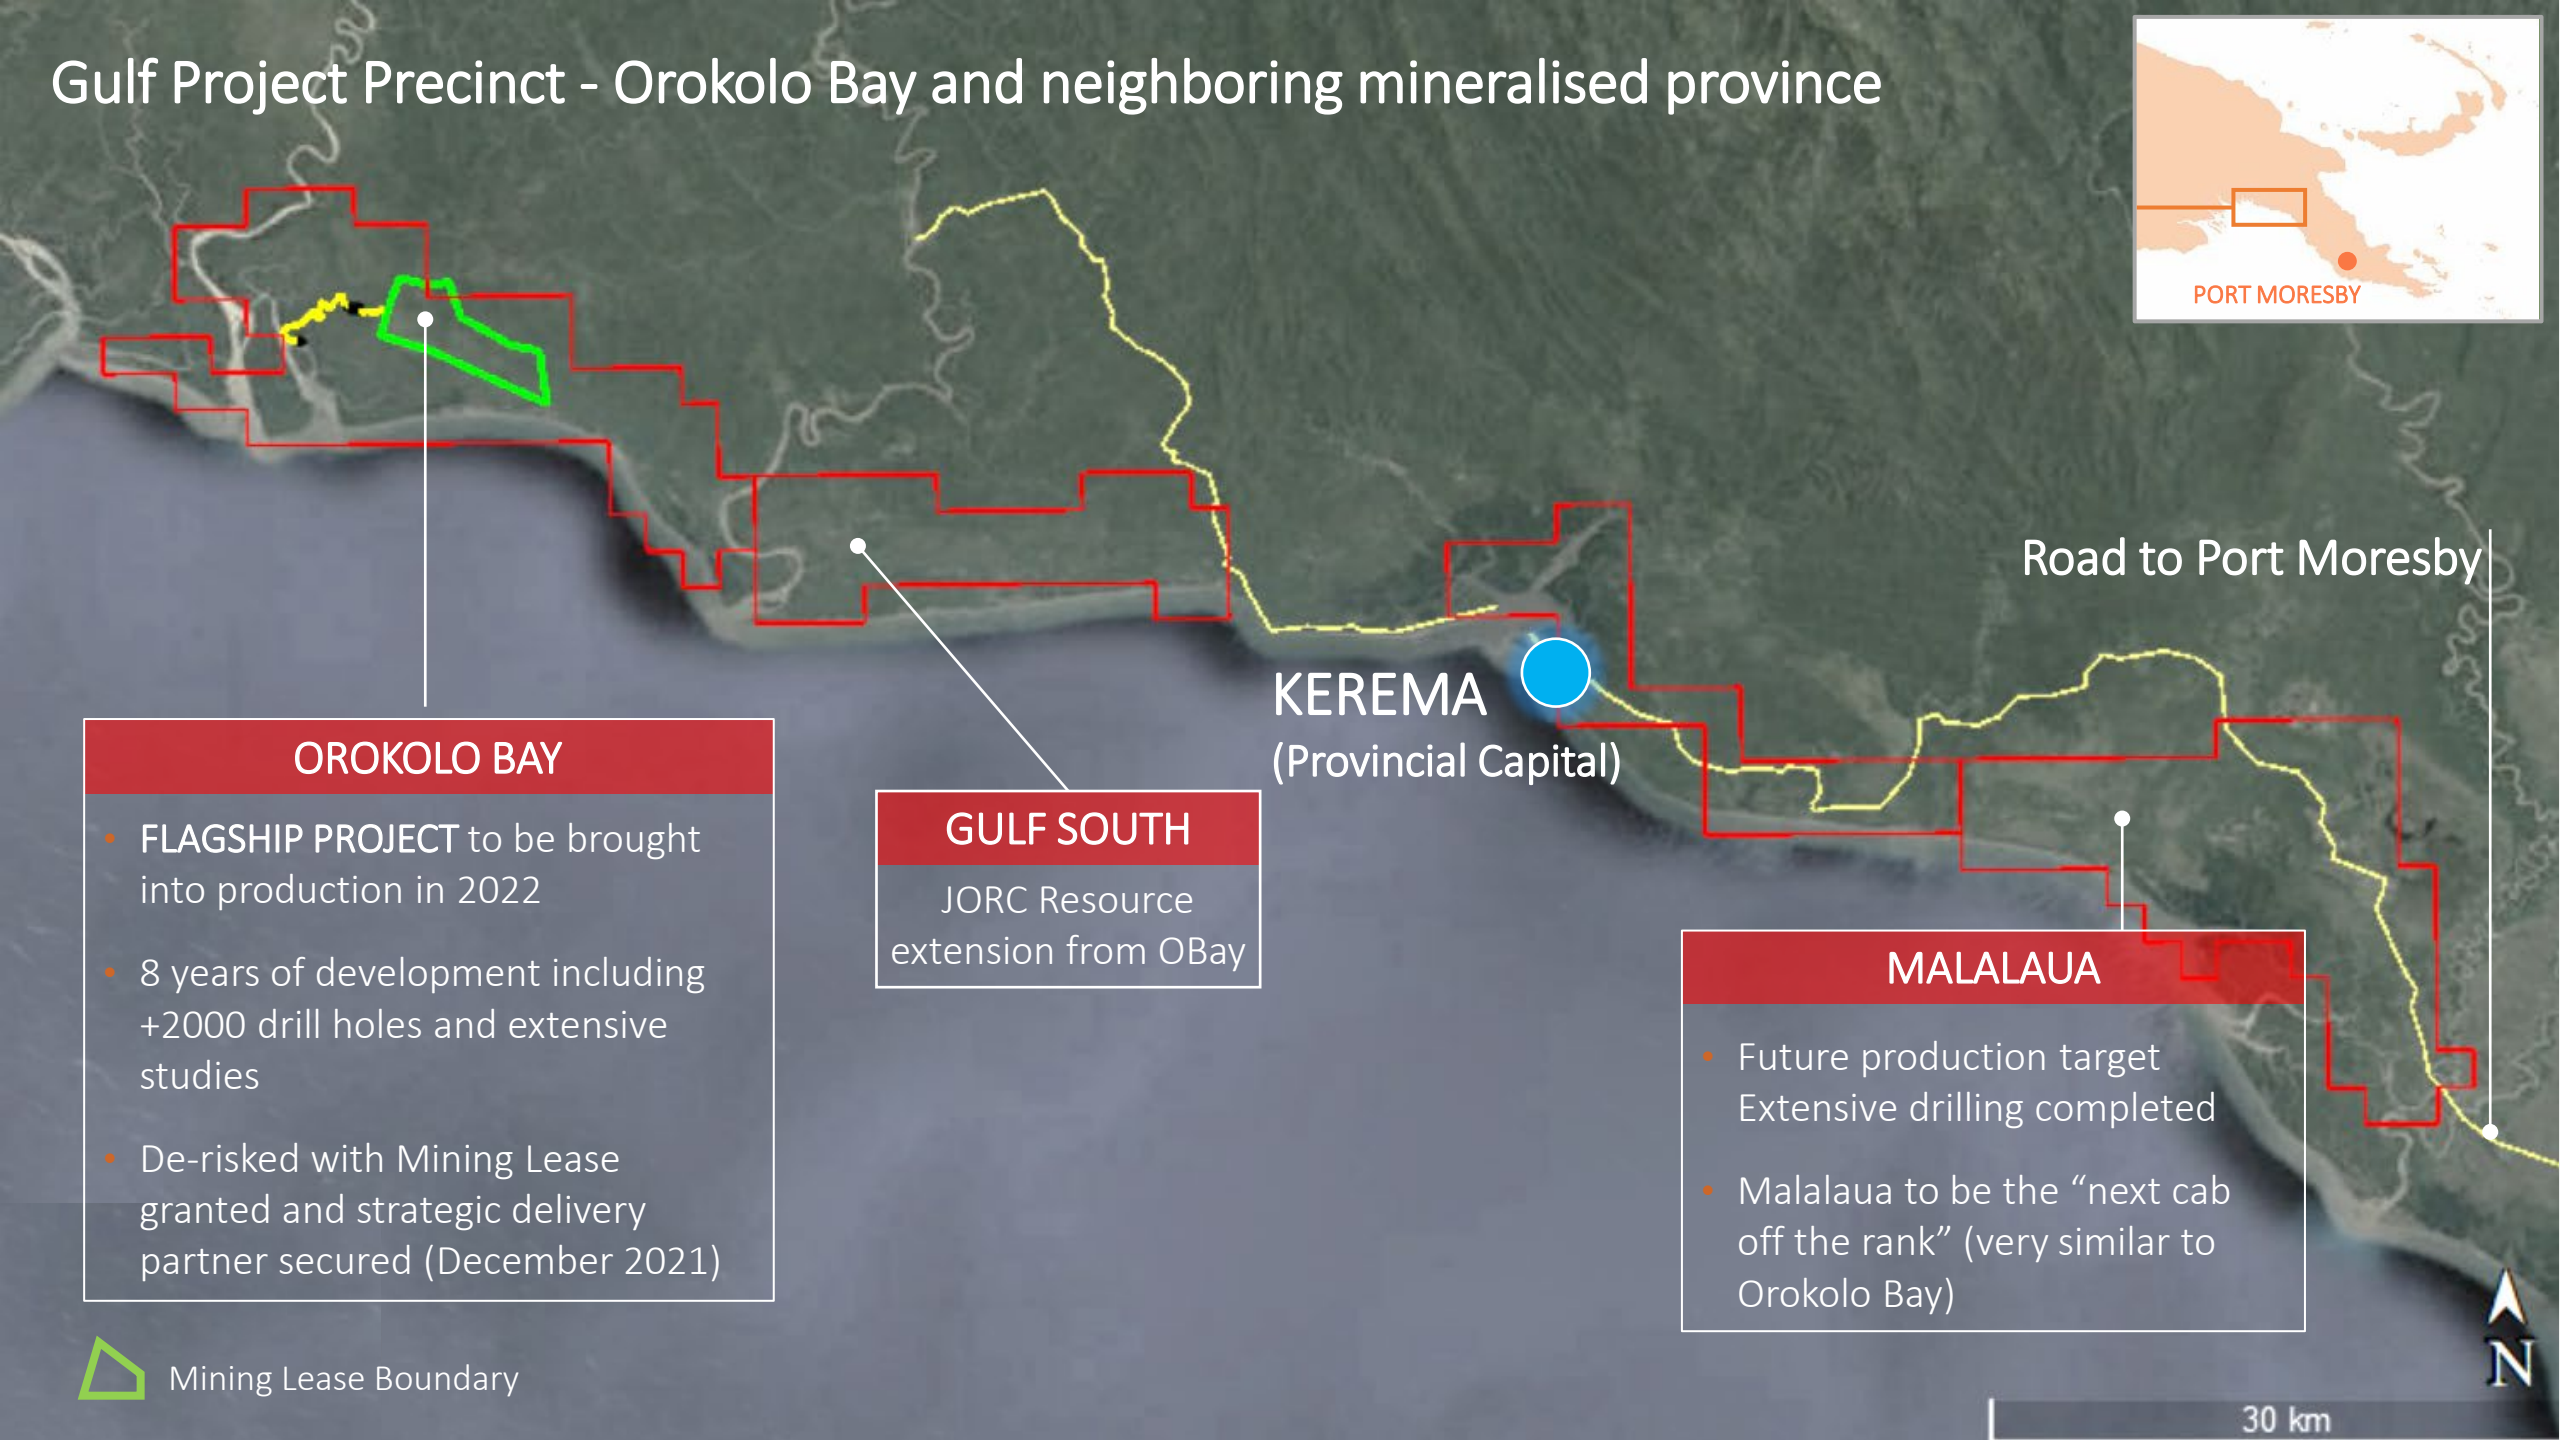 Gulf Project Precinct - Orokolo Bay and neighboring mineralised province
PORT MORESBY
Road to Port Moresby
KEREMA
(Provincial Capital)
OROKOLO BAY
• FLAGSHIP PROJECT to be brought
into production in 2022
• 8 years of development including
+2000 drill holes and extensive
studies
• De-risked with Mining Lease
granted and strategic delivery
partner secured (December 2021)
GULF SOUTH
JORC Resource
extension from OBay
MALALAUA
• Future production target
Extensive drilling completed
• Malalaua to be the “next cab
off the rank” (very similar to
Orokolo Bay)
Mining Lease Boundary
N
30 km